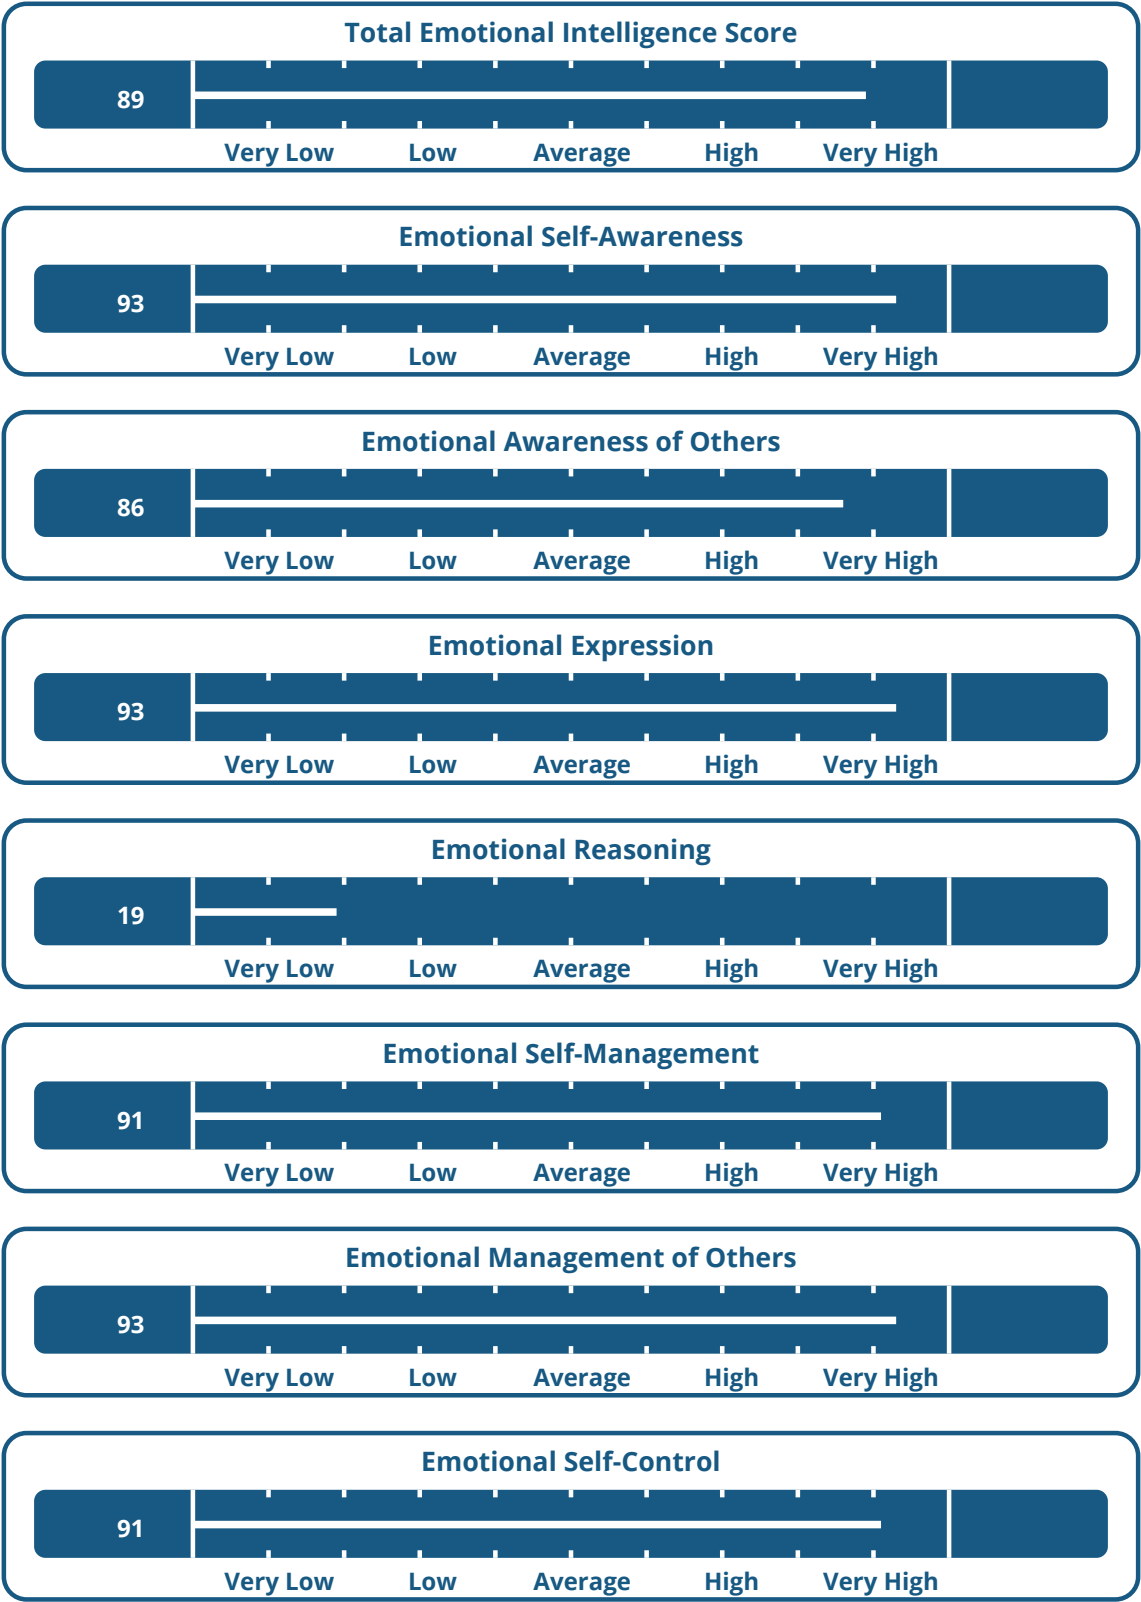 Total Emotional Intelligence Score
89
Very Low Low Average High Very High
Emotional Self-Awareness
93
Very Low Low Average High Very High
Emotional Awareness of Others
86
Very Low Low Average High Very High
Emotional Expression
93
Very Low Low Average High Very High
Emotional Reasoning
19
Very Low Low Average High Very High
Emotional Self-Management
91
Very Low Low Average High Very High
Emotional Management of Others
93
Very Low Low Average High Very High
Emotional Self-Control
91
Very Low Low Average High Very High